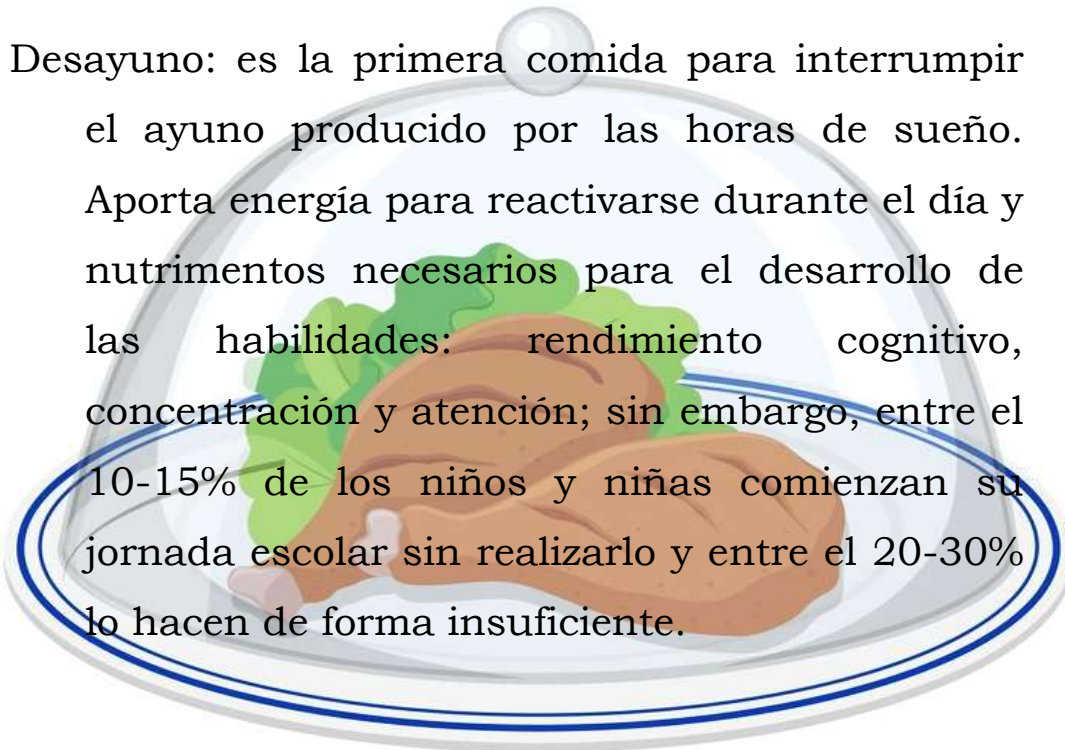 Desayuno: es la primera comida para interrumpir
el ayuno producido por las horas de sueño.
Aporta energía para reactivarse durante el día y
nutrimentos necesarios para el desarrollo de
las habilidades: rendimiento cognitivo,
concentración y atención; sin embargo, entre el
10-15% de los niños y niñas comienzan su
jornada escolar sin realizarlo y entre el 20-30%
lo hacen de forma insuficiente.